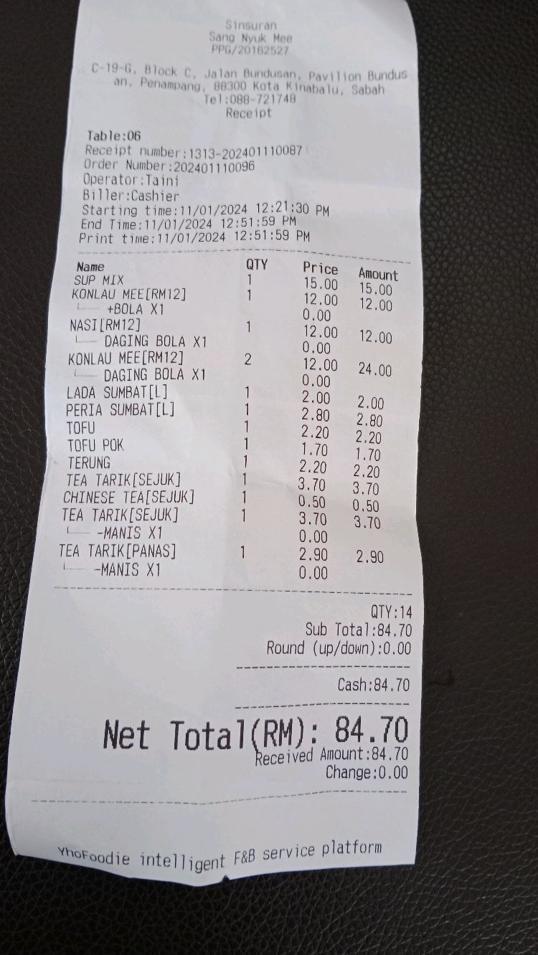 Sinsuran
Sang Nyuk Mee
PPG/20162527
C-19-G, Block C, Jalan Bundusan, Pavilion Bundus
an, Penampang, 88300 Kota Kinabalu, Sabah
Tel:088-721748
Receipt
Table:06
Receipt number:1313-202401110087
Order Number:202401110096
Operator:Taini
Biller:Cashier
Starting time:11/01/2024 12:21:30 PM
End Time:11/01/2024 12:51:59 PM
Print time:11/01/2024 12:51:59 PM
Name QTY Price Amount
SUP MIX 1 15.00 15.00
KONLAU MEE[RM12] 1 12.00 12.00
+BOLA X1 0.00
NASI[RM12] 1 12.00 12.00
DAGING BOLA X1 0.00
KONLAU MEE[RM12] 2 12.00 24.00
DAGING BOLA X1 0.00
LADA SUMBAT[L] 1 2.00 2.00
PERIA SUMBAT[L] 1 2.80 2.80
TOFU 1 2.20 2.20
TOFU POK 1 1.70 1.70
TERUNG 1 2.20 2.20
TEA TARIK[SEJUK] 1 3.70 3.70
CHINESE TEA[SEJUK] 1 0.50 0.50
TEA TARIK[SEJUK] 1 3.70 3.70
-MANIS X1 0.00
TEA TARIK[PANAS] 1 2.90 2.90
-MANIS X1 0.00
QTY:14
Sub Total:84.70
Round (up/down):0.00
Cash:84.70
Net Total(RM): 84.70
Received Amount:84.70
Change:0.00
YhoFoodie intelligent F&B service platform